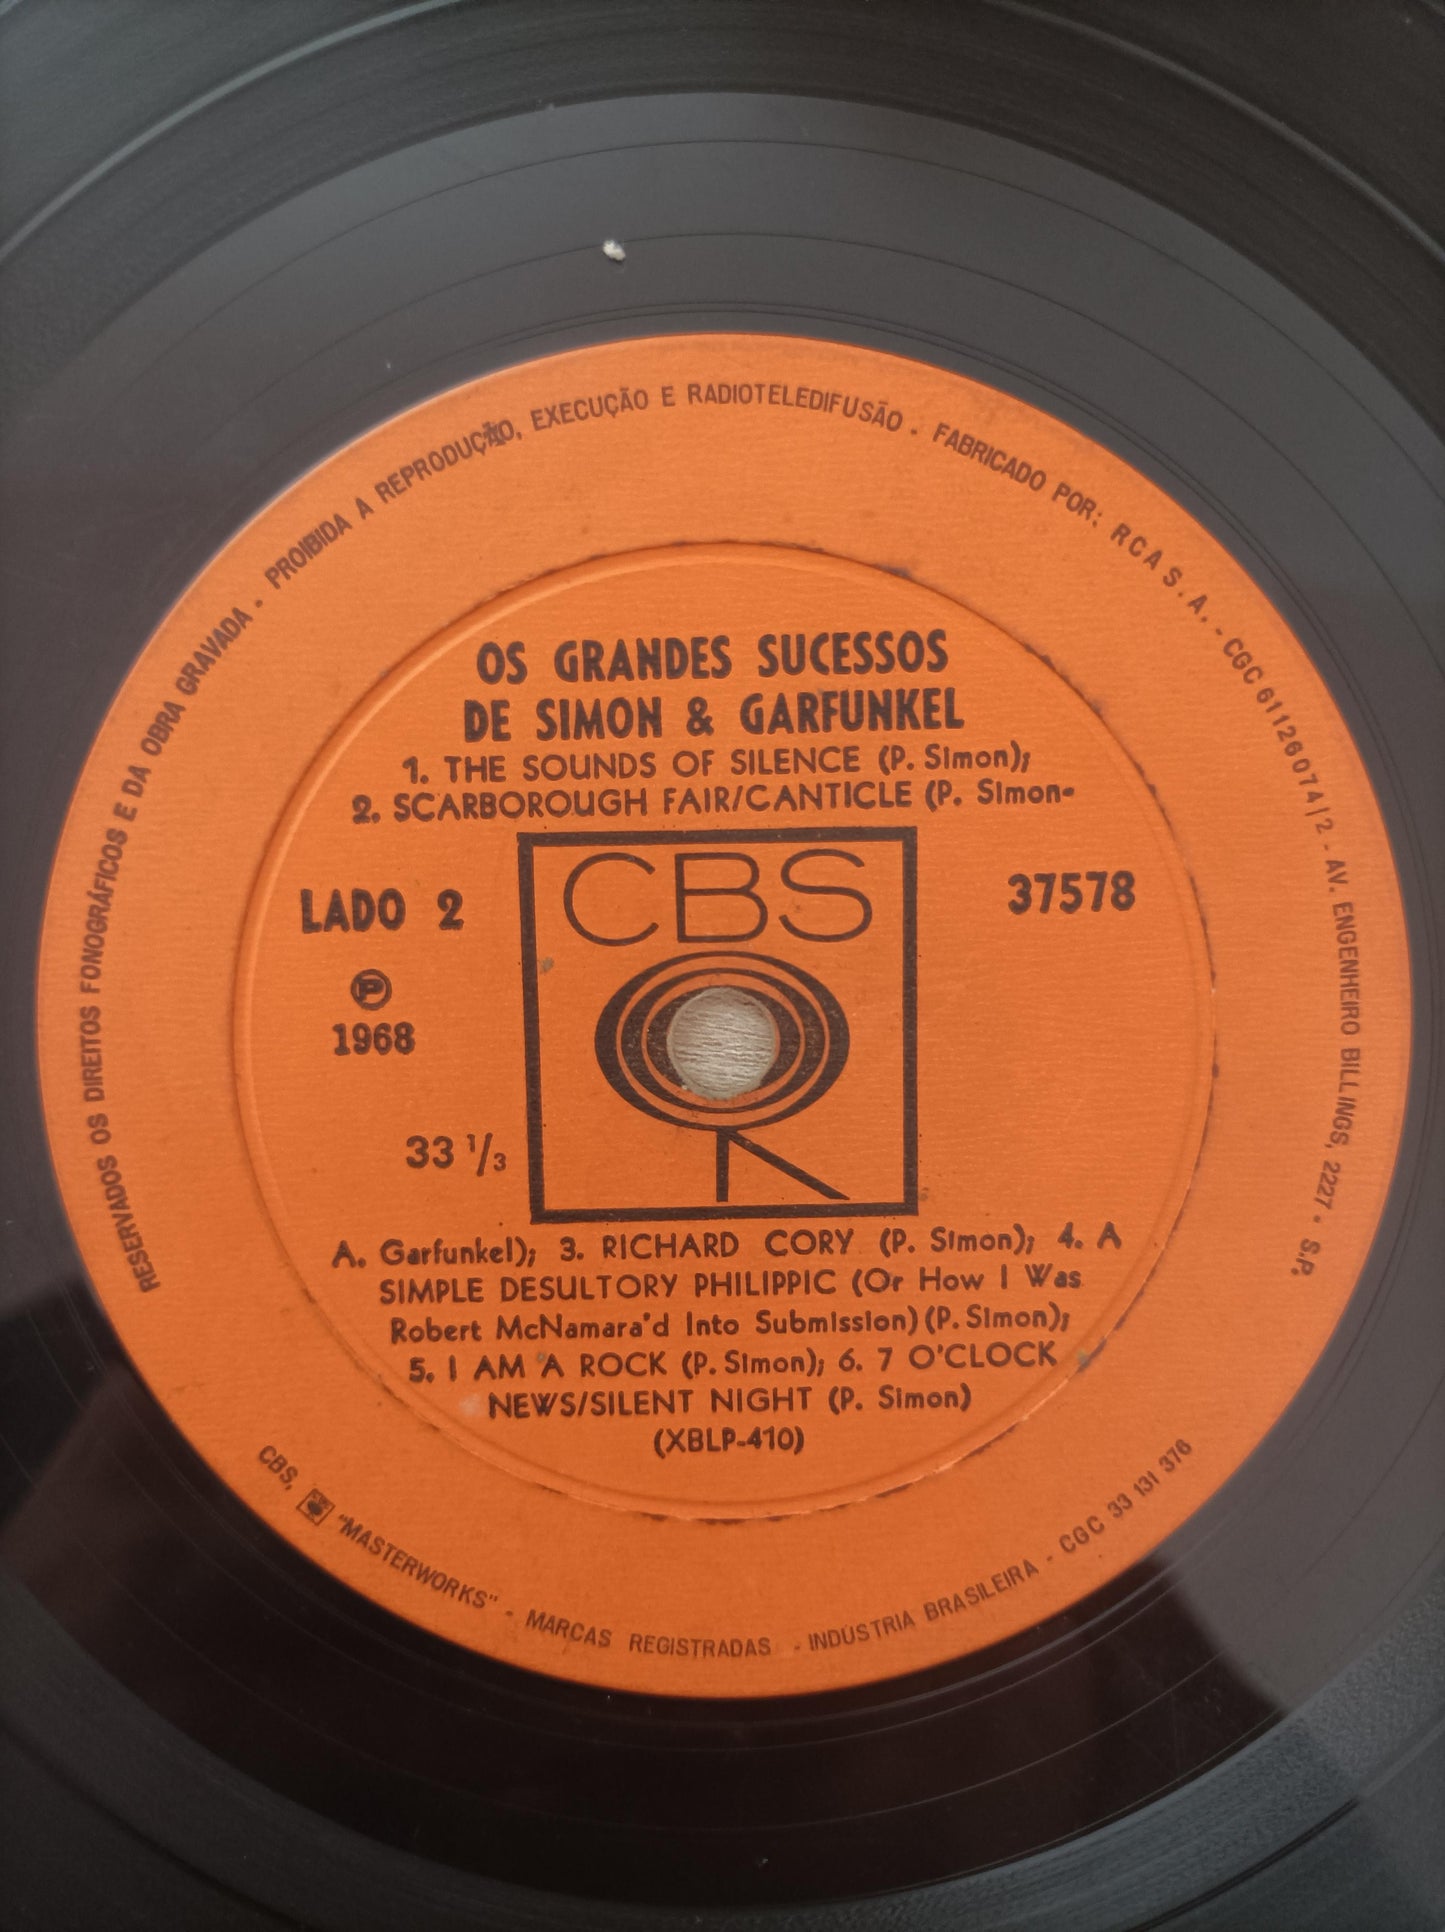 RESERVADOS OS DIREITOS FONOGRÁFICOS E DA OBRA GRAVADA . PROIBIDA A REPRODUÇÃO, EXECUÇÃO E RADIOTELEDIFUSÃO . FABRICADO POR: RCA S.A. - CGC 61126074|2 - AV. ENGENHEIRO BILLINGS, 2227 - S.P.
OS GRANDES SUCESSOS
DE SIMON & GARFUNKEL
1. THE SOUNDS OF SILENCE (P. Simon);
2. SCARBOROUGH FAIR/CANTICLE (P. Simon-
CBS
LADO 2
37578
Ⓟ
1968
33 1/3
A. Garfunkel); 3. RICHARD CORY (P. Simon); 4. A
SIMPLE DESULTORY PHILIPPIC (Or How I Was
Robert McNamara'd Into Submission) (P. Simon);
5. I AM A ROCK (P. Simon); 6. 7 O'CLOCK
NEWS/SILENT NIGHT (P. Simon)
(XBLP-410)
CBS, "MASTERWORKS" - MARCAS REGISTRADAS - INDÚSTRIA BRASILEIRA - CGC 33 131 376